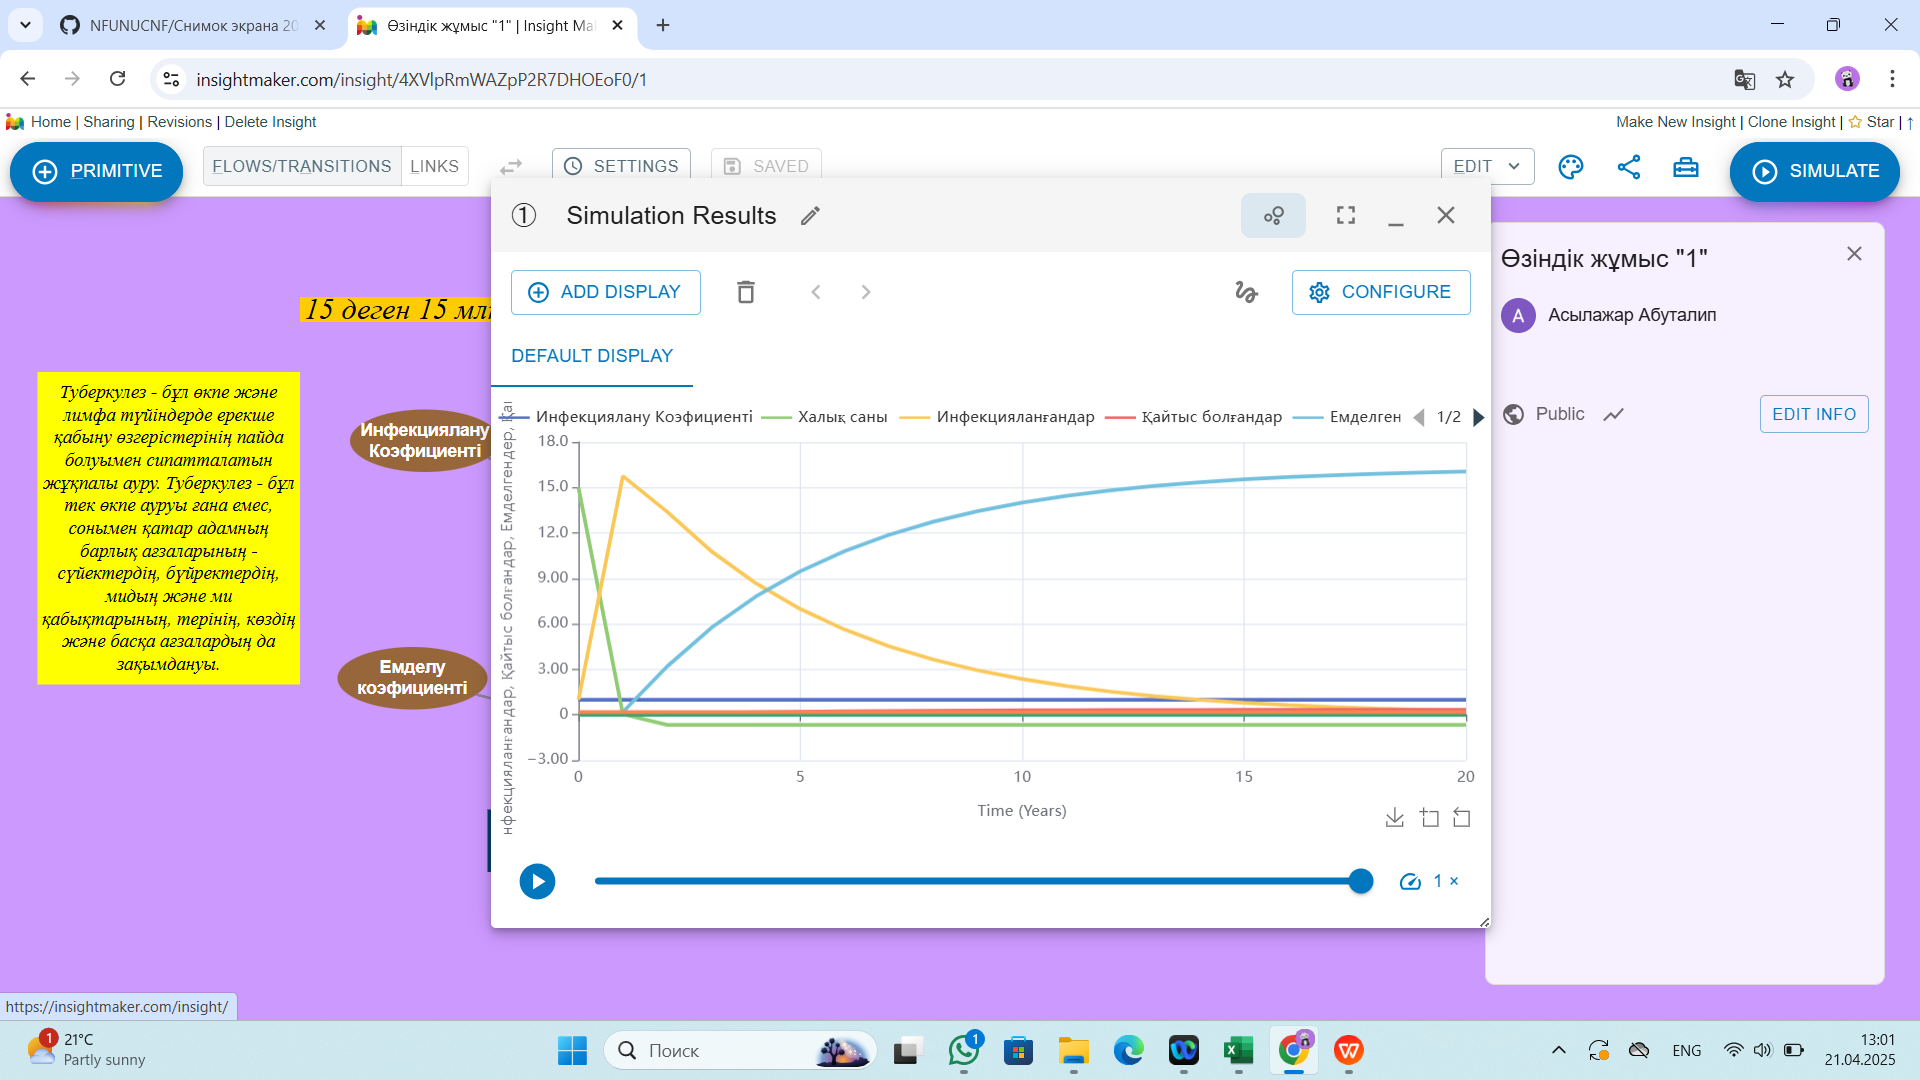 NFUNUCNF/Снимок экрана 20
Өзіндік жұмыс "1" | Insight Ma
insightmaker.com/insight/4XVlpRmWAZpP2R7DHOEoF0/1
Home | Sharing | Revisions | Delete Insight
Make New Insight | Clone Insight | Star | ↑
PRIMITIVE
FLOWS/TRANSITIONS
LINKS
SETTINGS
SAVED
EDIT
SIMULATE
1 Simulation Results
ADD DISPLAY
CONFIGURE
DEFAULT DISPLAY
Инфекциялану Коэфициенті
Халық саны
Инфекцияланғандар
Қайтыс болғандар
Емделген
1/2
нфекцияланғандар, Қайтыс болғандар, Емделгендер,
18.0
15.0
12.0
9.00
6.00
3.00
0
−3.00
0 5 10 15 20
Time (Years)
1 ×
15 деген 15 мл
Туберкулез - бұл өкпе және
лимфа түйіндерде ерекше
қабыну өзгерістерінің пайда
болуымен сипатталатын
жұқпалы ауру. Туберкулез - бұл
тек өкпе ауруы ғана емес,
сонымен қатар адамның
барлық ағзаларының -
сүйектердің, бүйректердің,
мидың және ми
қабықтарының, терінің, көздің
және басқа ағзалардың да
зақымдануы.
Инфекциялану
Коэфициенті
Емделу
коэфициенті
Өзіндік жұмыс "1"
A
Асылажар Абуталип
Public
EDIT INFO
https://insightmaker.com/insight/
1
21°C
Partly sunny
Поиск
1
ENG
13:01
21.04.2025